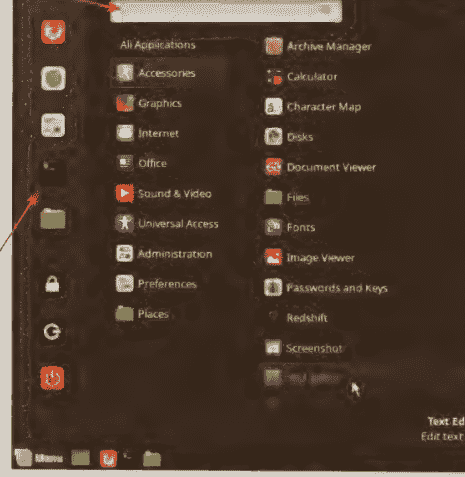 All Applications
Accessories
Graphics
Internet
Office
Sound & Video
Universal Access
Administration
Preferences
Places
Archive Manager
Calculator
Character Map
Disks
Document Viewer
Files
Fonts
Image Viewer
Passwords and Keys
Redshift
Screenshot
Text Ed
Edit text
Menu